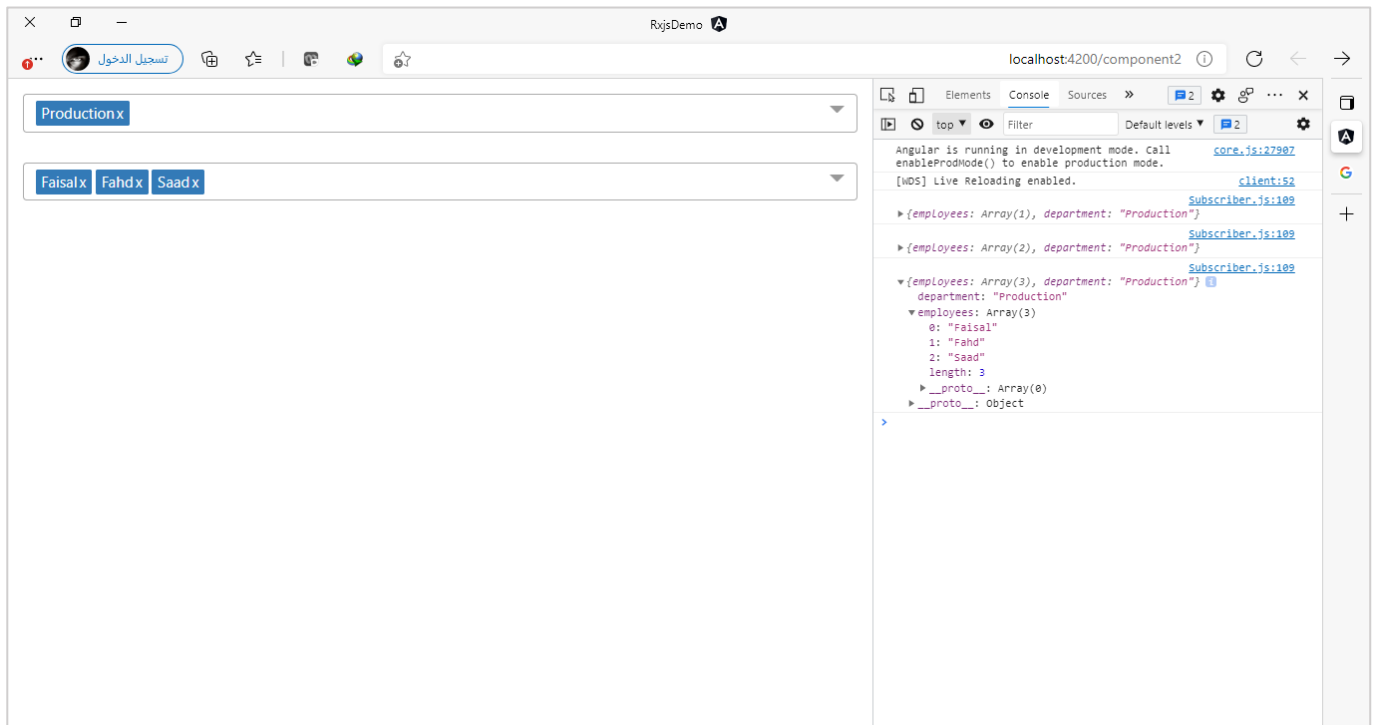 RxjsDemo
تسجيل الدخول
localhost:4200/component2
Production x
Faisal x Fahd x Saad x
Elements Console Sources » 2
top Filter Default levels 2
Angular is running in development mode. Call core.js:27907
enableProdMode() to enable production mode.
[WDS] Live Reloading enabled. client:52
Subscriber.js:109
▶{employees: Array(1), department: "Production"}
Subscriber.js:109
▶{employees: Array(2), department: "Production"}
Subscriber.js:109
▼{employees: Array(3), department: "Production"} i
department: "Production"
▼employees: Array(3)
0: "Faisal"
1: "Fahd"
2: "Saad"
length: 3
▶__proto__: Array(0)
▶__proto__: Object
>